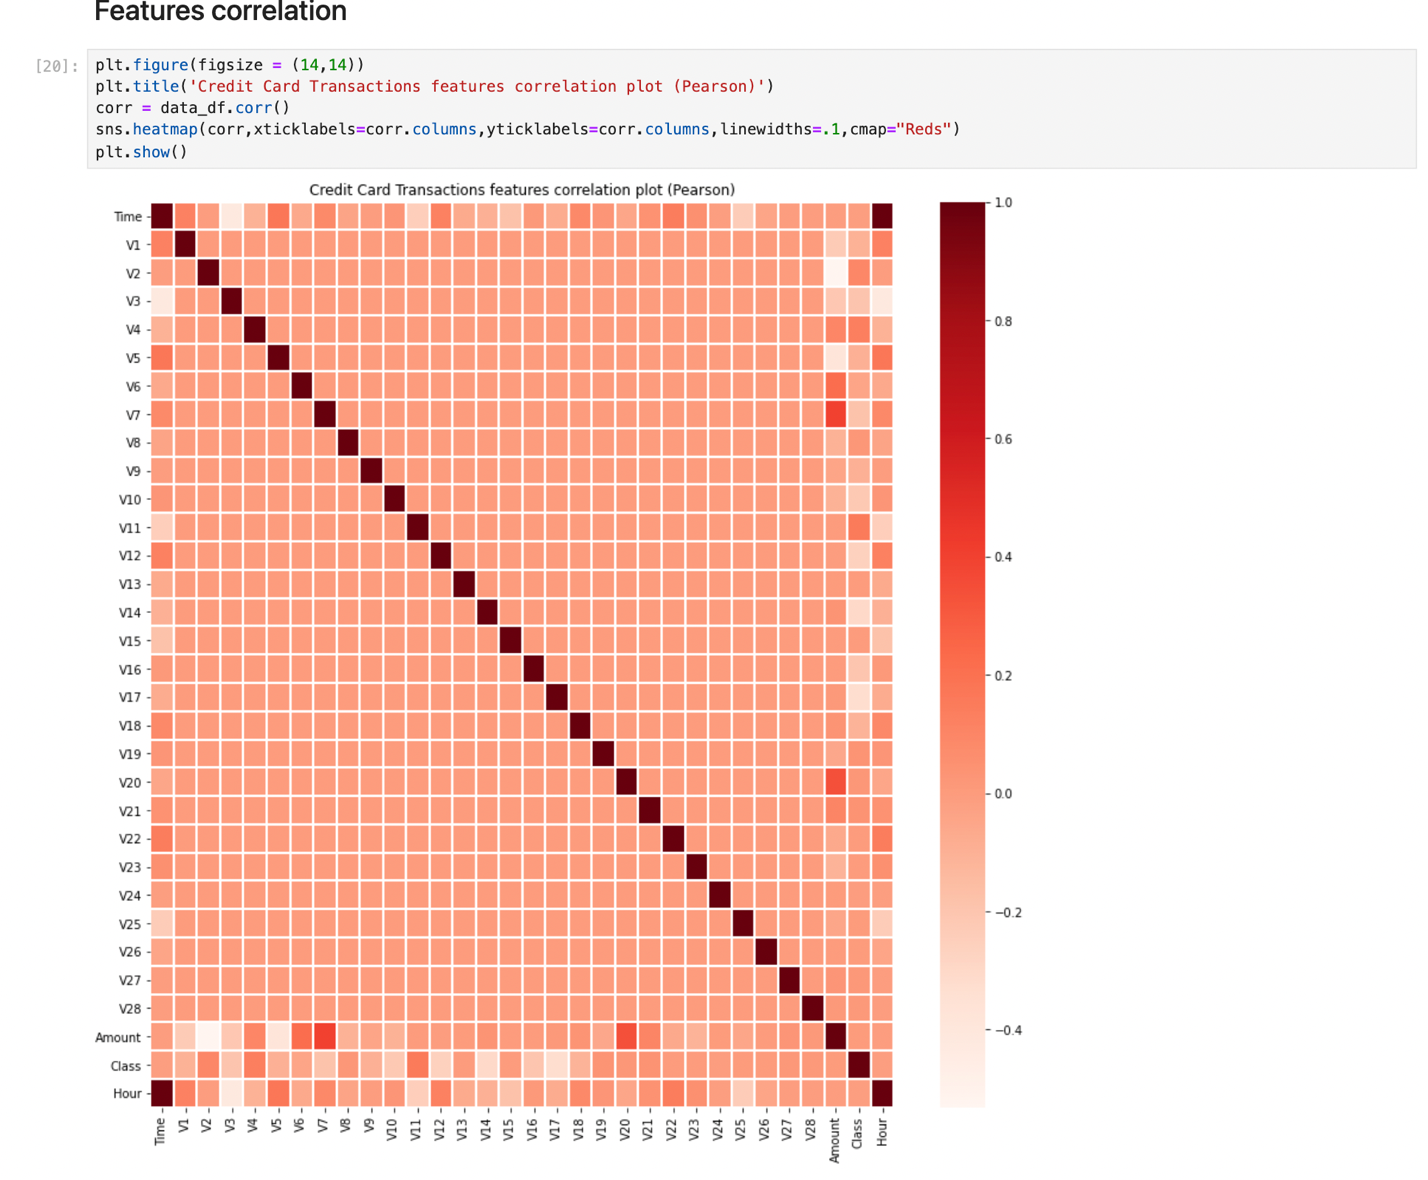 Features correlation
[20]:
plt.figure(figsize = (14,14))
plt.title('Credit Card Transactions features correlation plot (Pearson)')
corr = data_df.corr()
sns.heatmap(corr,xticklabels=corr.columns,yticklabels=corr.columns,linewidths=.1,cmap="Reds")
plt.show()
Credit Card Transactions features correlation plot (Pearson)
Time
V1
V2
V3
V4
V5
V6
V7
V8
V9
V10
V11
V12
V13
V14
V15
V16
V17
V18
V19
V20
V21
V22
V23
V24
V25
V26
V27
V28
Amount
Class
Hour
Time
V1
V2
V3
V4
V5
V6
V7
V8
V9
V10
V11
V12
V13
V14
V15
V16
V17
V18
V19
V20
V21
V22
V23
V24
V25
V26
V27
V28
Amount
Class
Hour
1.0
0.8
0.6
0.4
0.2
0.0
−0.2
−0.4